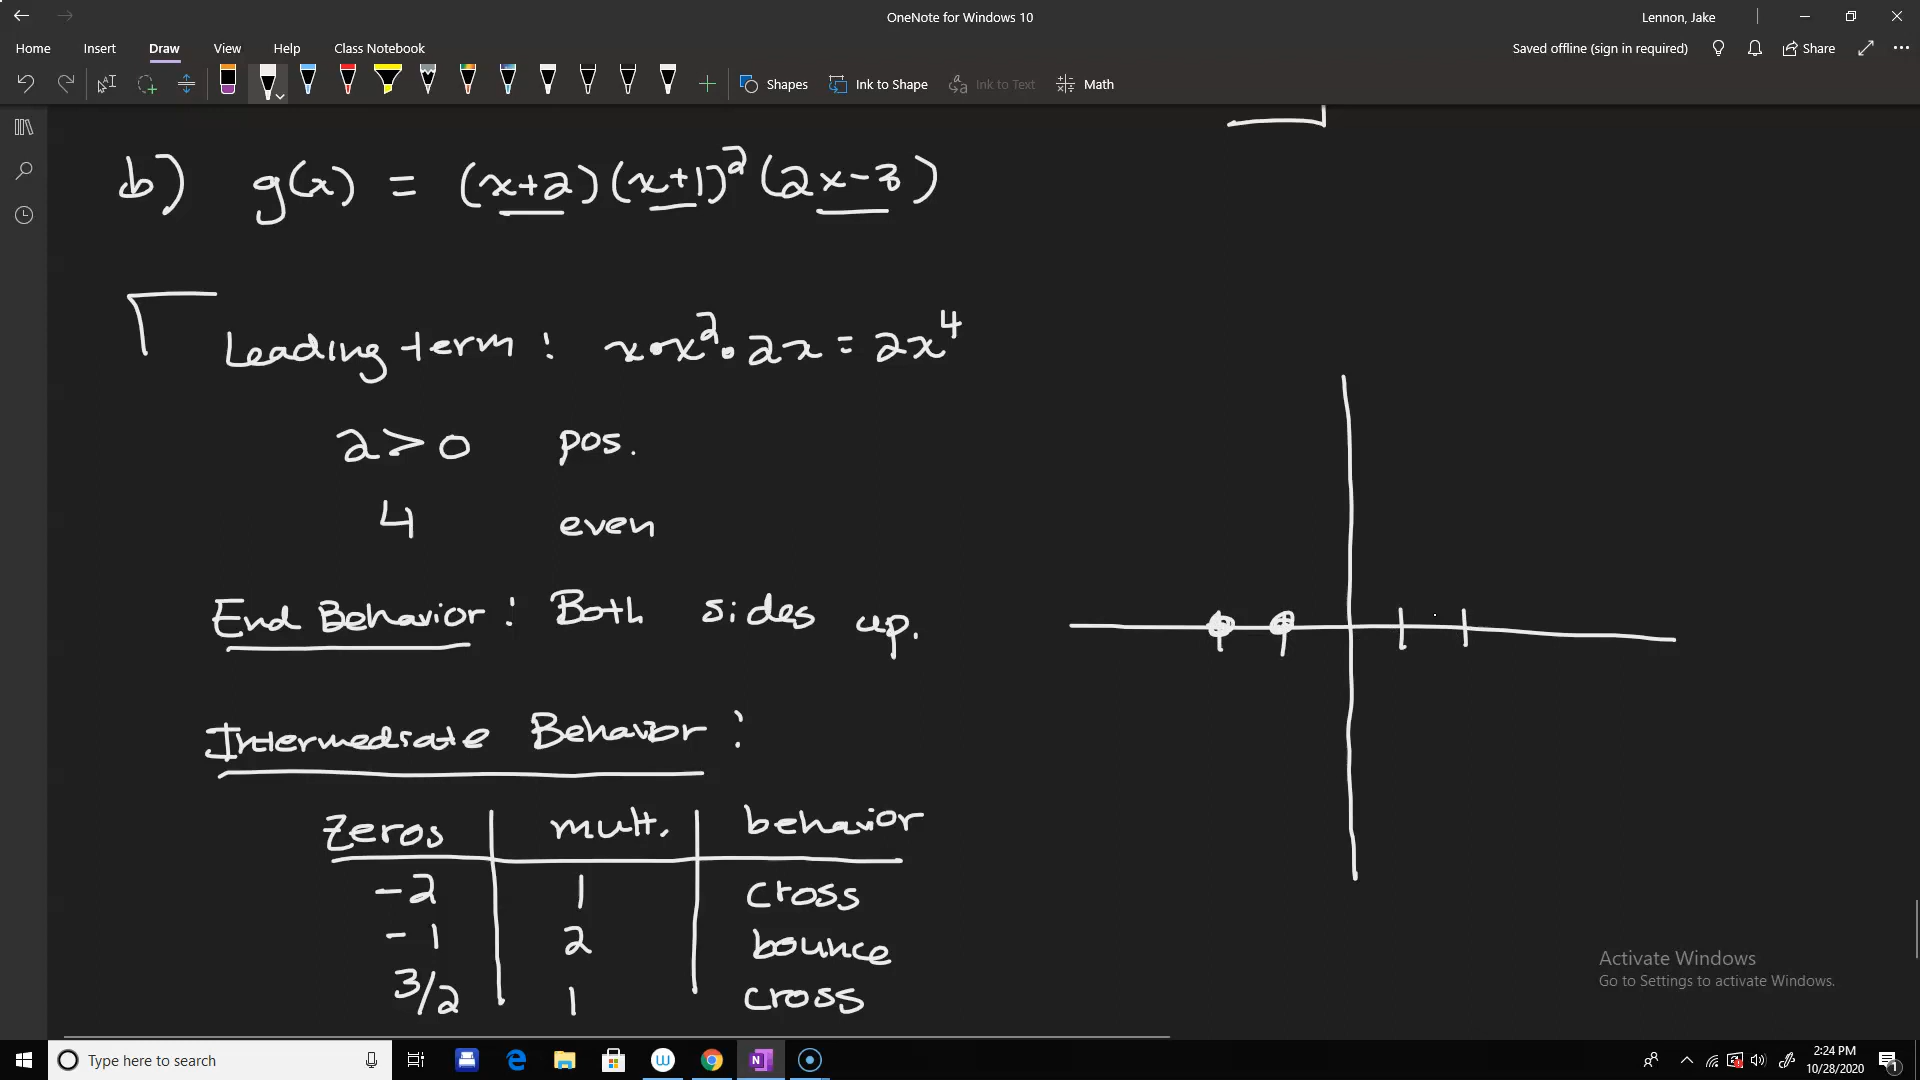 OneNote for Windows 10
Lennon, Jake
Home Insert Draw View Help Class Notebook
Saved offline (sign in required)
Share
Shapes
Ink to Shape
Ink to Text
Math
b) g(x) = (x+2)(x+1)²(2x-3)
Leading term : x•x²•2x = 2x⁴
2 > 0 pos.
4 even
End Behavior : Both sides up.
Intermediate Behavior :
Zeros mult. behavior
-2 1 cross
-1 2 bounce
3/2 1 cross
Activate Windows
Go to Settings to activate Windows.
Type here to search
2:24 PM
10/28/2020
1